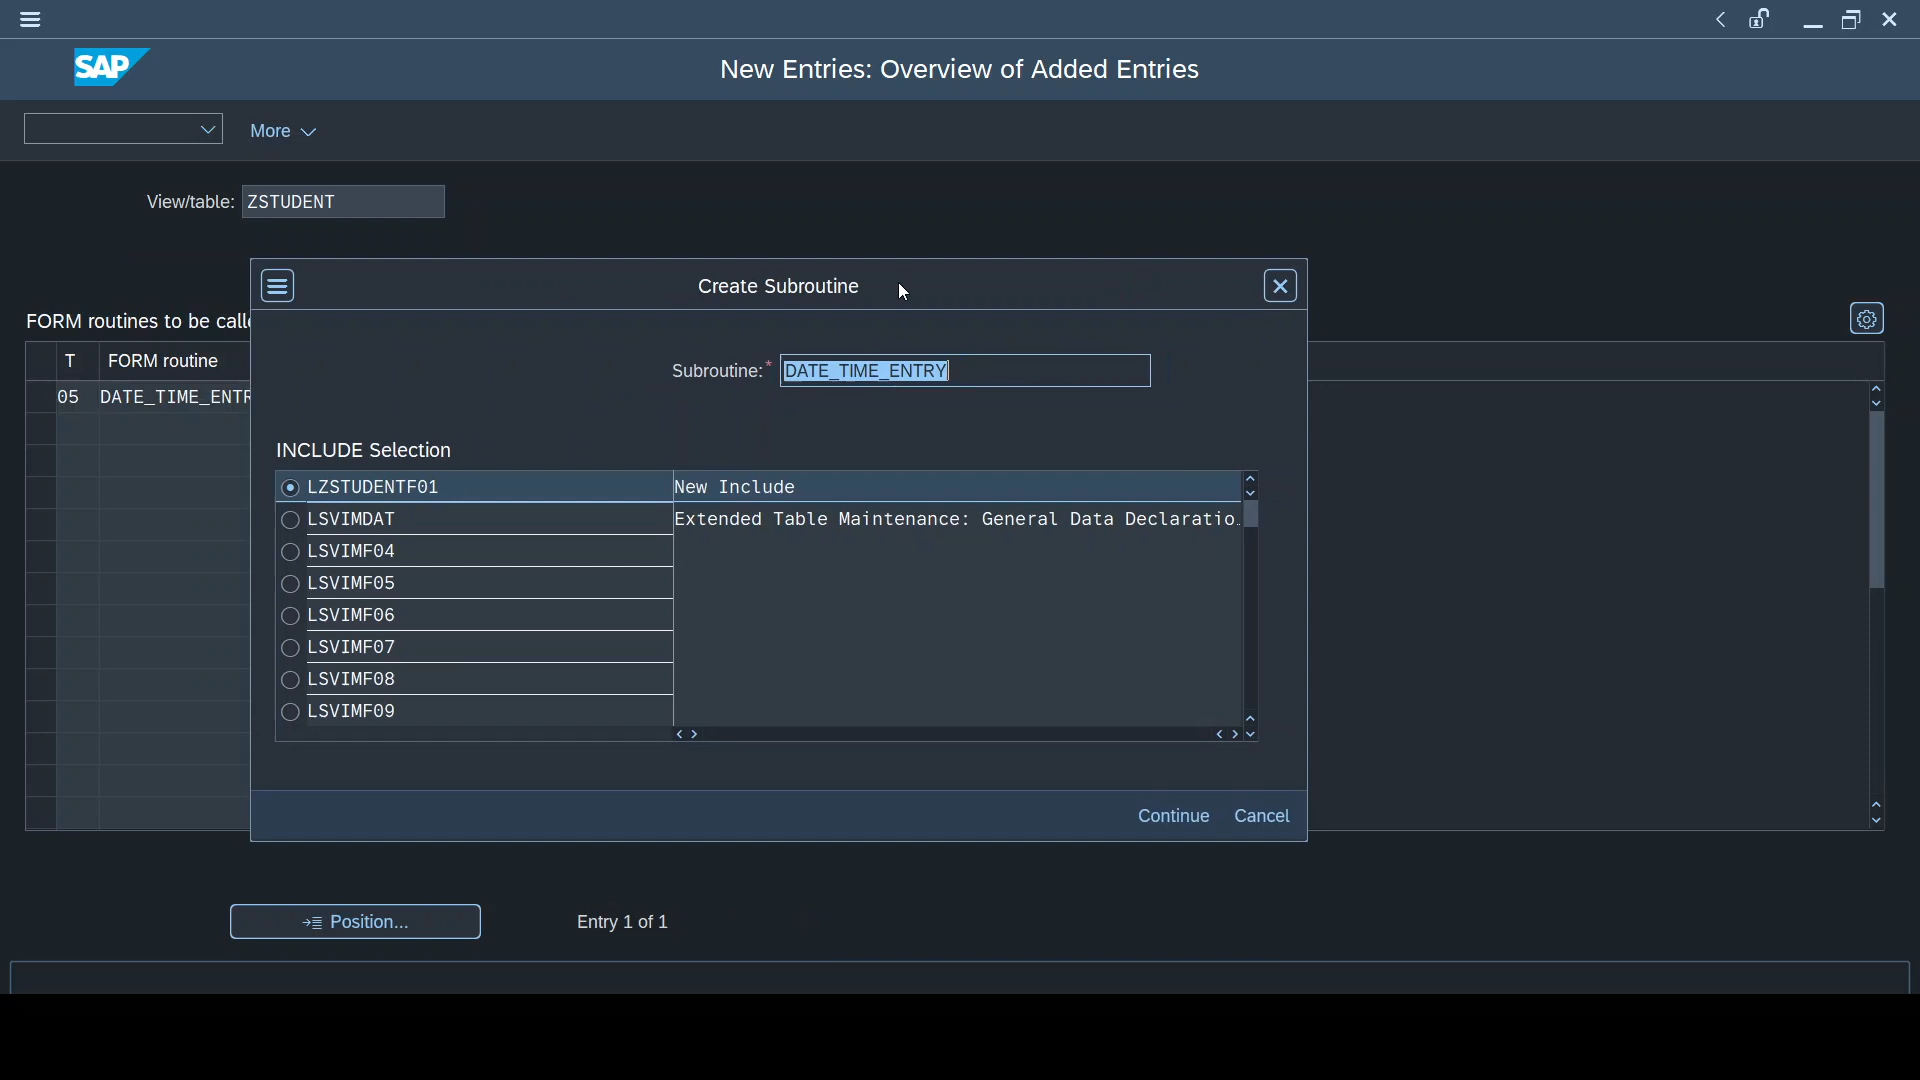 SAP
New Entries: Overview of Added Entries
More
View/table: ZSTUDENT
Create Subroutine
FORM routines to be calle
T FORM routine
05 DATE_TIME_ENTR
Subroutine:* DATE_TIME_ENTRY
INCLUDE Selection
LZSTUDENTF01 New Include
LSVIMDAT Extended Table Maintenance: General Data Declaratio.
LSVIMF04
LSVIMF05
LSVIMF06
LSVIMF07
LSVIMF08
LSVIMF09
Continue Cancel
Position... Entry 1 of 1